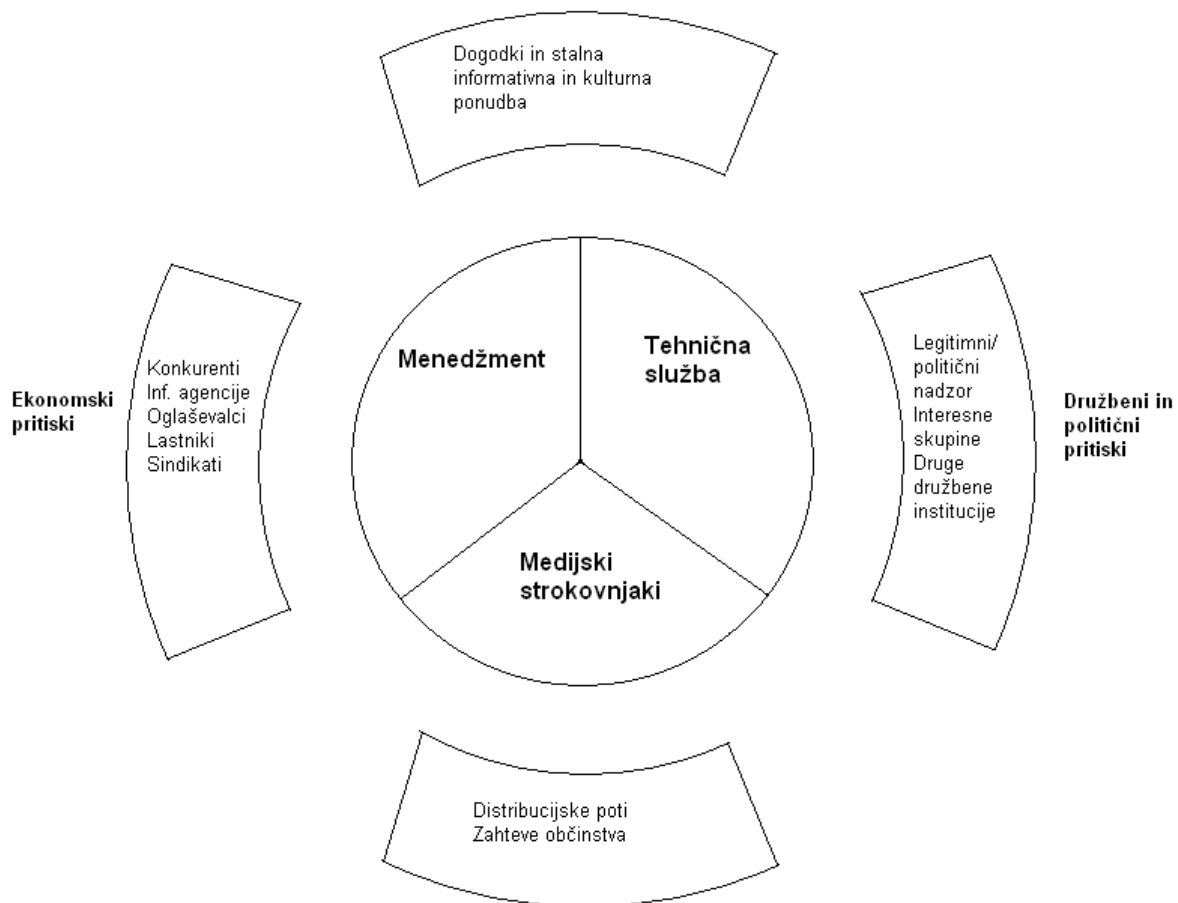 Dogodki in stalna
informativna in kulturna
ponudba
Menedžment
Tehnična
služba
Medijski
strokovnjaki
Ekonomski
pritiski
Konkurenti
Inf. agencije
Oglaševalci
Lastniki
Sindikati
Legitimni/
politični
nadzor
Interesne
skupine
Druge
družbene
institucije
Družbeni in
politični
pritiski
Distribucijske poti
Zahteve občinstva